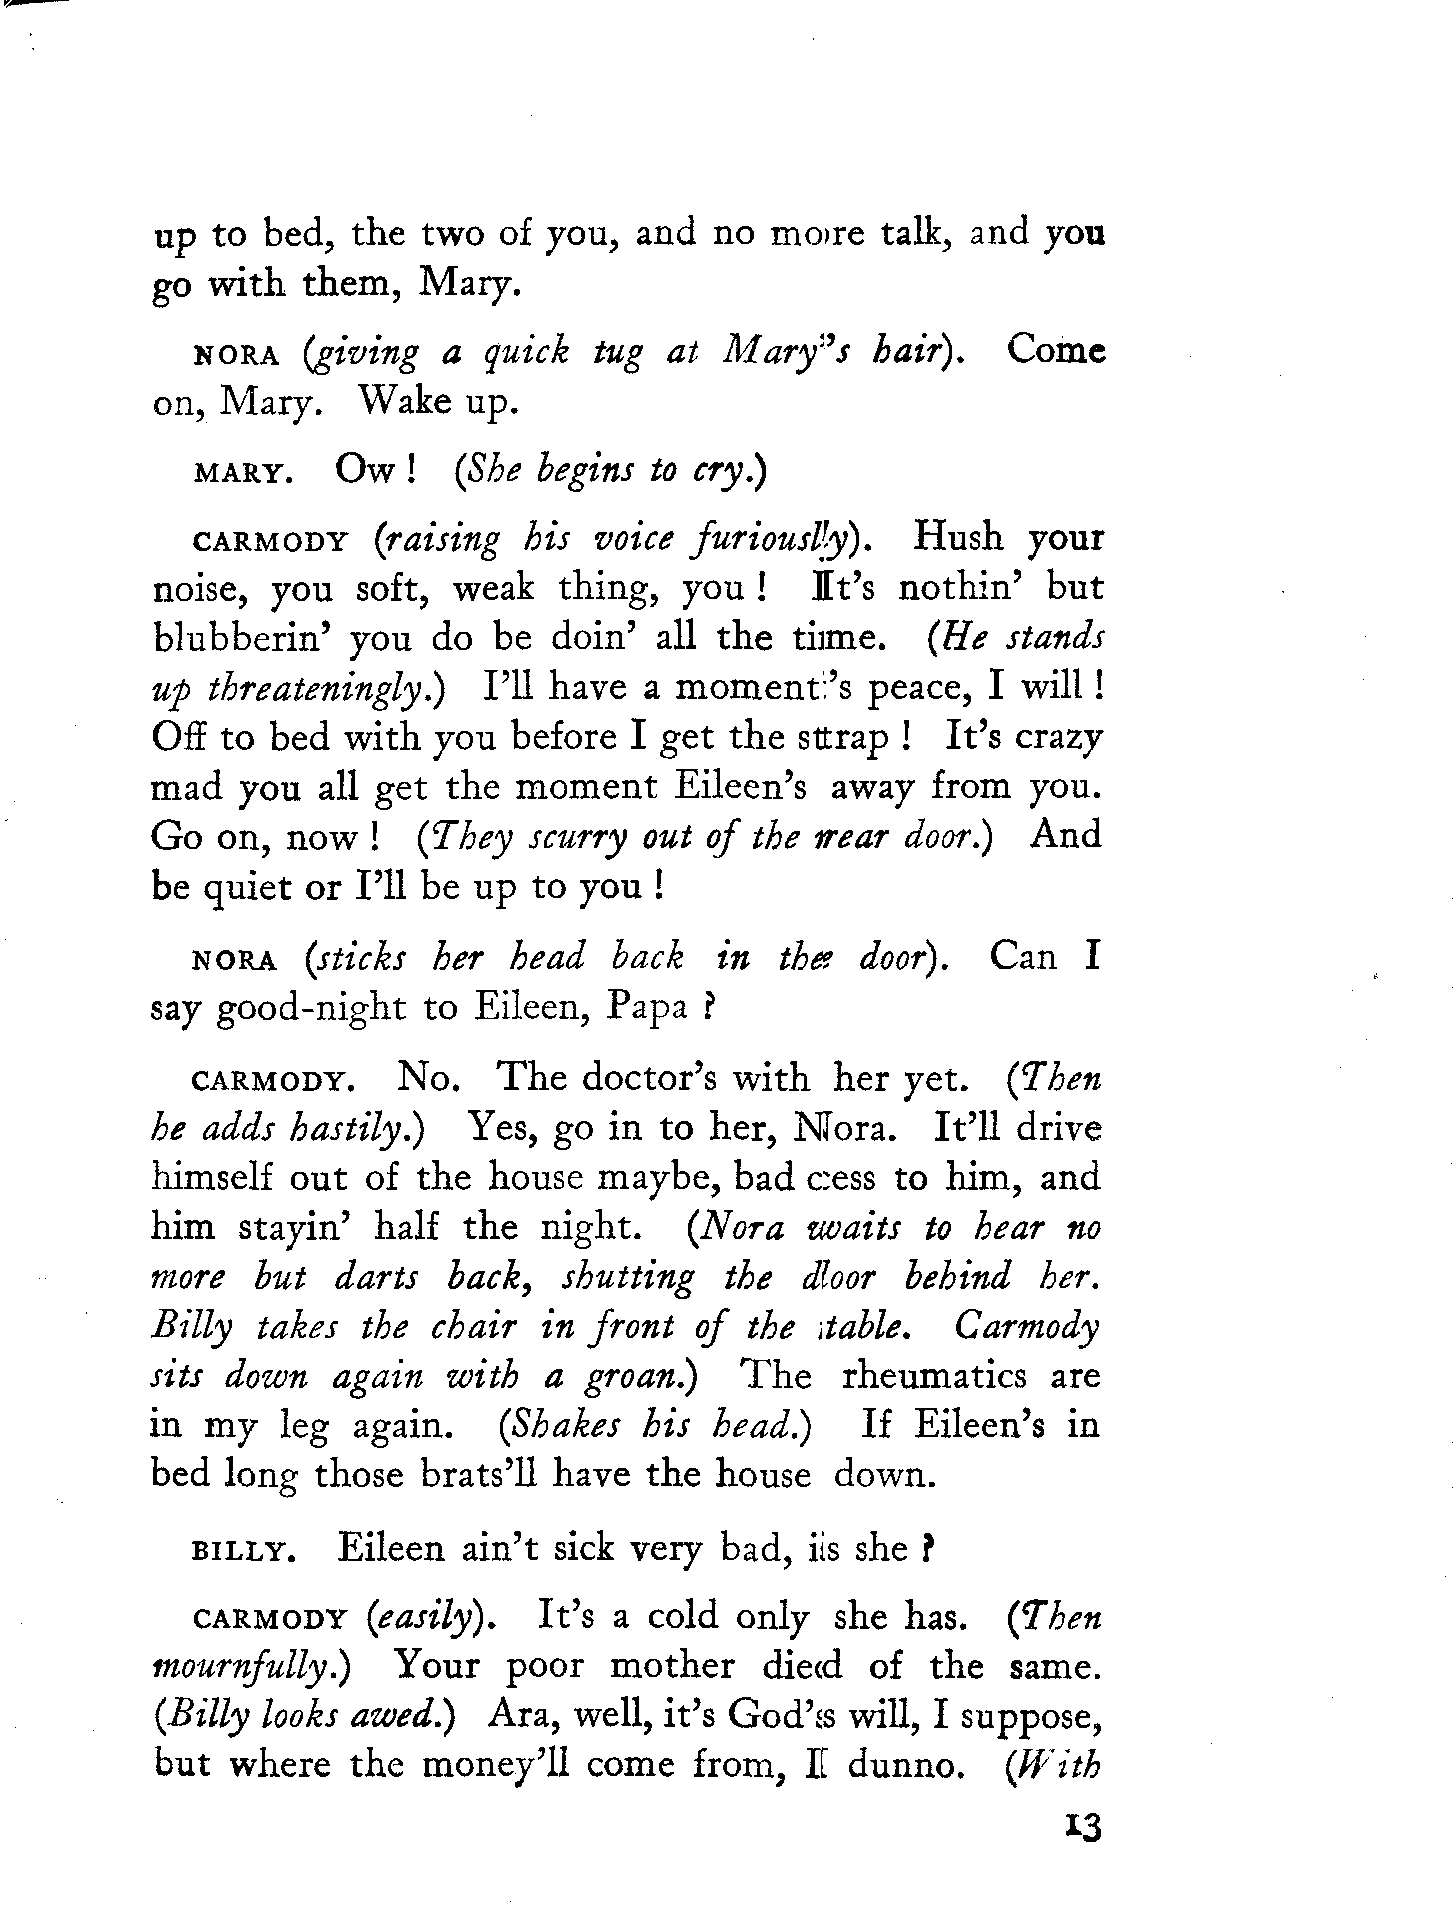 up to bed, the two of you, and no more talk, and you
go with them, Mary.
NORA (giving a quick tug at Mary's hair). Come
on, Mary. Wake up.
MARY. Ow ! (She begins to cry.)
CARMODY (raising his voice furiously). Hush your
noise, you soft, weak thing, you ! It's nothin' but
blubberin' you do be doin' all the time. (He stands
up threateningly.) I'll have a moment's peace, I will !
Off to bed with you before I get the strap ! It's crazy
mad you all get the moment Eileen's away from you.
Go on, now ! (They scurry out of the rear door.) And
be quiet or I'll be up to you !
NORA (sticks her head back in the door). Can I
say good-night to Eileen, Papa ?
CARMODY. No. The doctor's with her yet. (Then
he adds hastily.) Yes, go in to her, Nora. It'll drive
himself out of the house maybe, bad cess to him, and
him stayin' half the night. (Nora waits to hear no
more but darts back, shutting the door behind her.
Billy takes the chair in front of the table. Carmody
sits down again with a groan.) The rheumatics are
in my leg again. (Shakes his head.) If Eileen's in
bed long those brats'll have the house down.
BILLY. Eileen ain't sick very bad, is she ?
CARMODY (easily). It's a cold only she has. (Then
mournfully.) Your poor mother died of the same.
(Billy looks awed.) Ara, well, it's God's will, I suppose,
but where the money'll come from, I dunno. (With
13